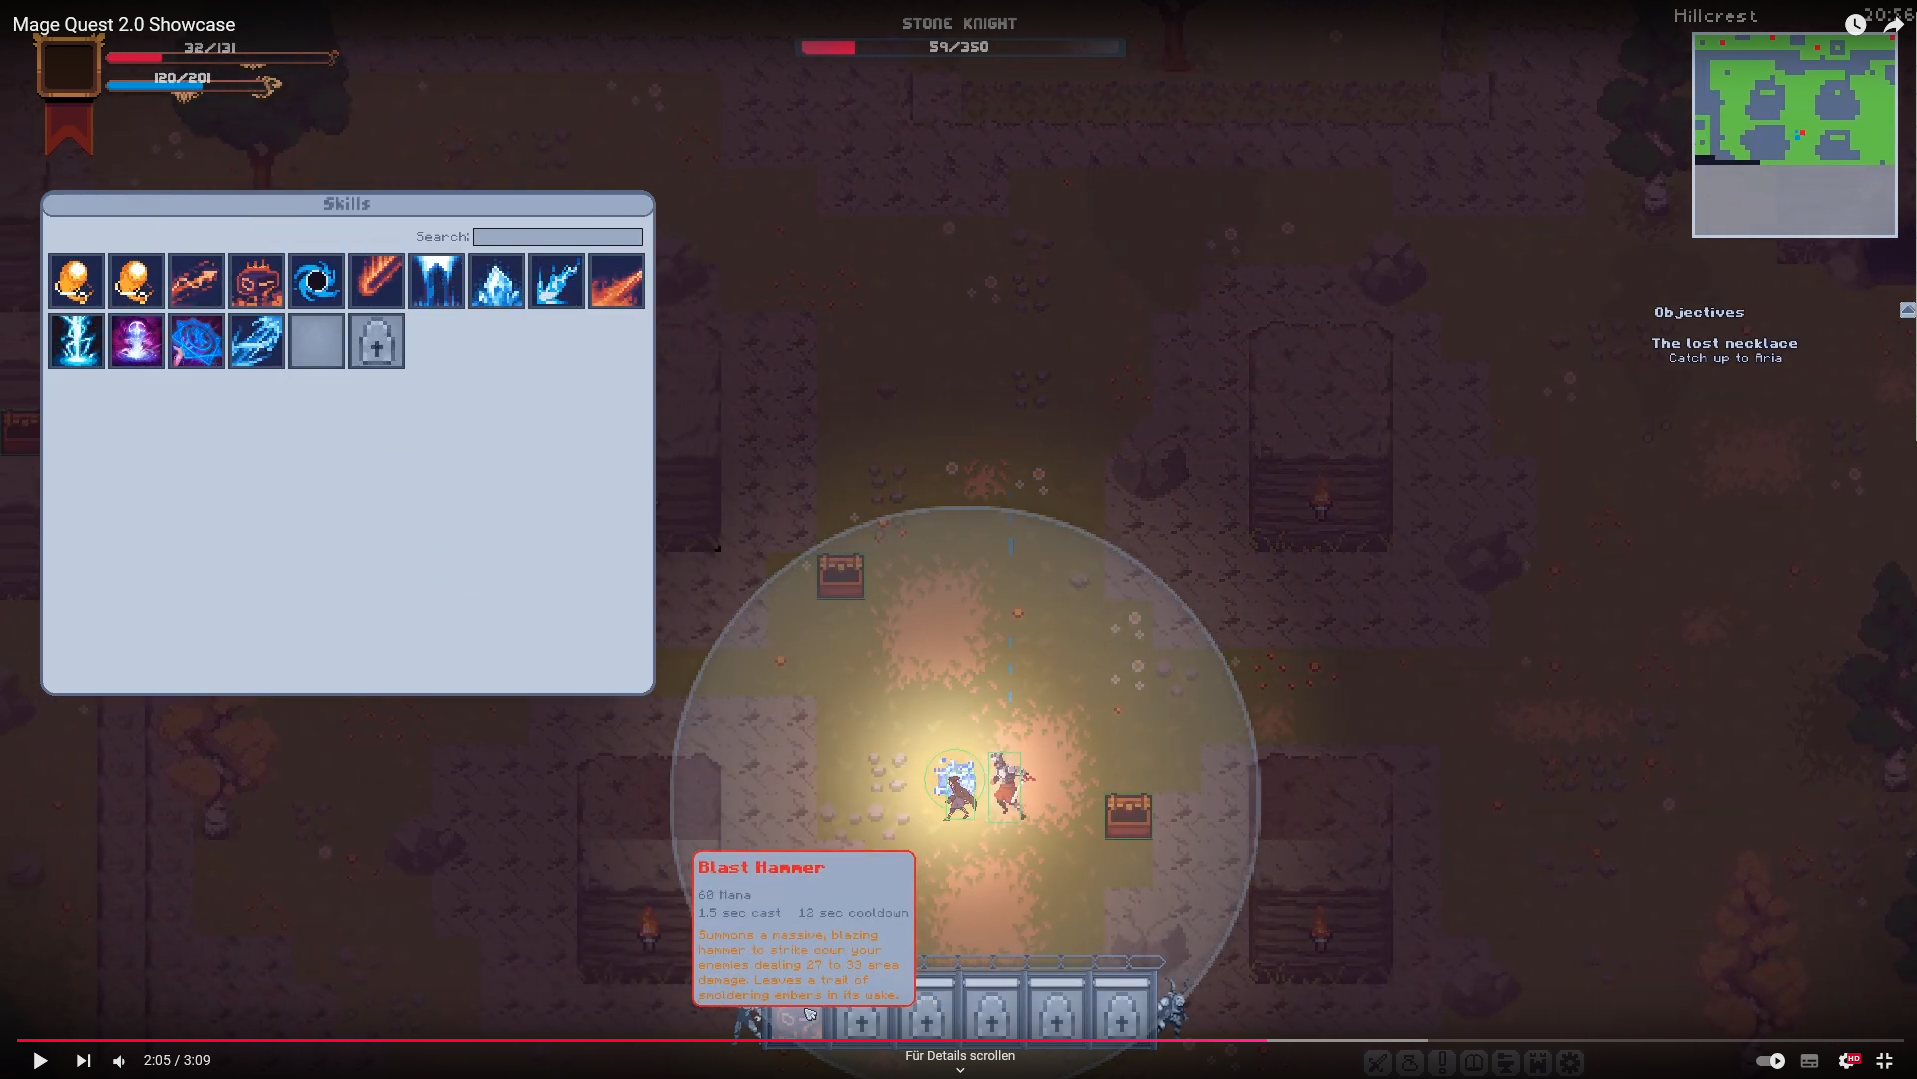 Mage Quest 2.0 Showcase
32/131
120/201
STONE KNIGHT
59/350
Hillcrest
20:56
Skills
Search:
Objectives
The lost necklace
Catch up to Aria
Blast Hammer
60 Mana
1.5 sec cast 12 sec cooldown
Summons a massive, blazing
hammer to strike down your
enemies dealing 27 to 33 area
damage. Leaves a trail of
smoldering embers in its wake.
2:05 / 3:09
Für Details scrollen
HD